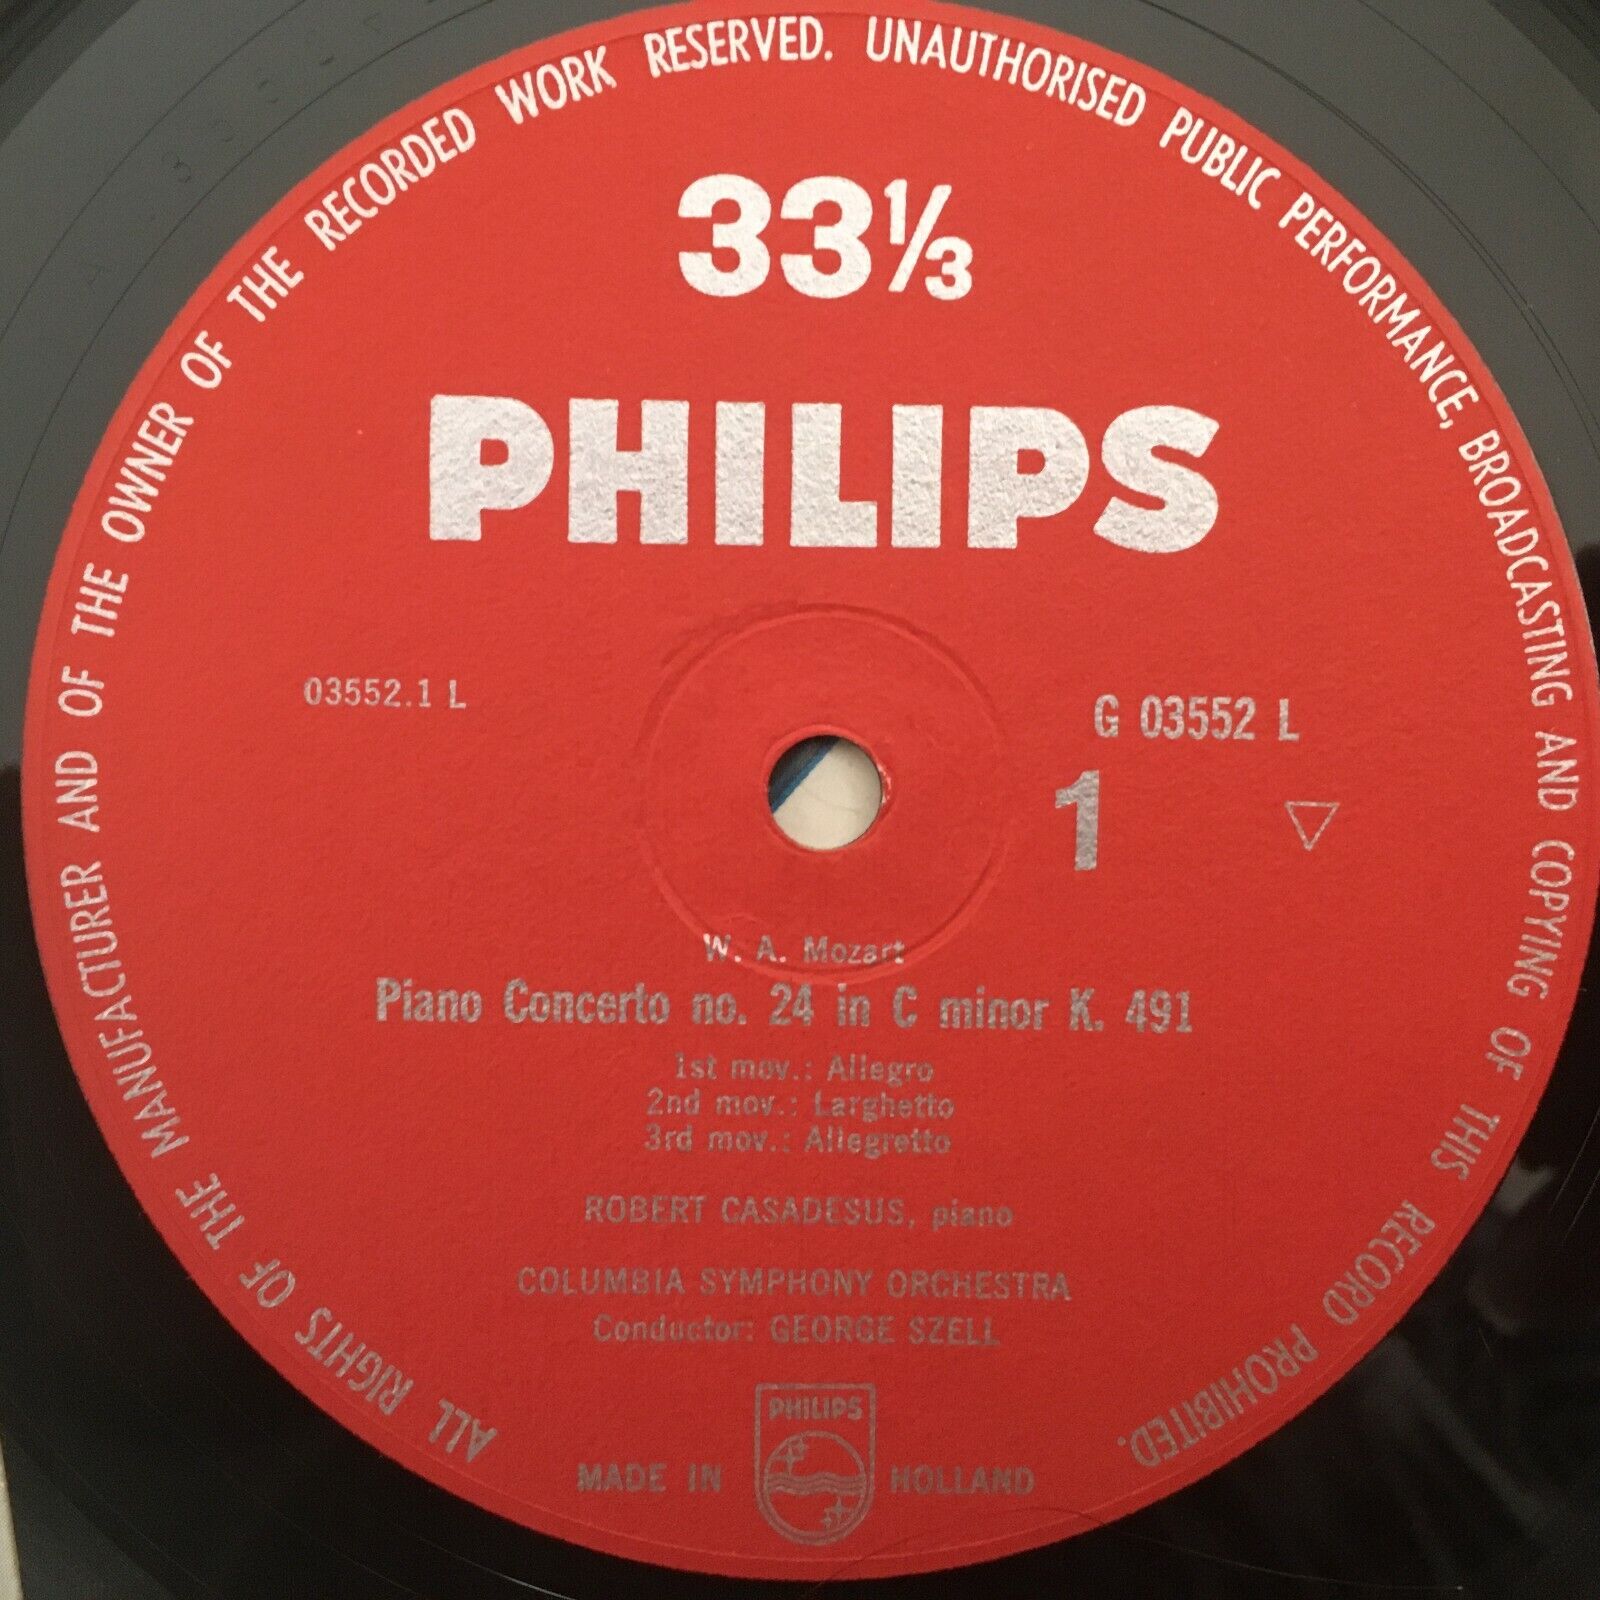 ALL RIGHTS OF THE MANUFACTURER AND OF THE OWNER OF THE RECORDED WORK RESERVED. UNAUTHORISED PUBLIC PERFORMANCE, BROADCASTING AND COPYING OF THIS RECORD PROHIBITED.
33⅓
PHILIPS
03552.1 L
G 03552 L
1
W. A. Mozart
Piano Concerto no. 24 in C minor K. 491
1st mov.: Allegro
2nd mov.: Larghetto
3rd mov.: Allegretto
ROBERT CASADESUS, piano
COLUMBIA SYMPHONY ORCHESTRA
Conductor: GEORGE SZELL
PHILIPS
MADE IN HOLLAND